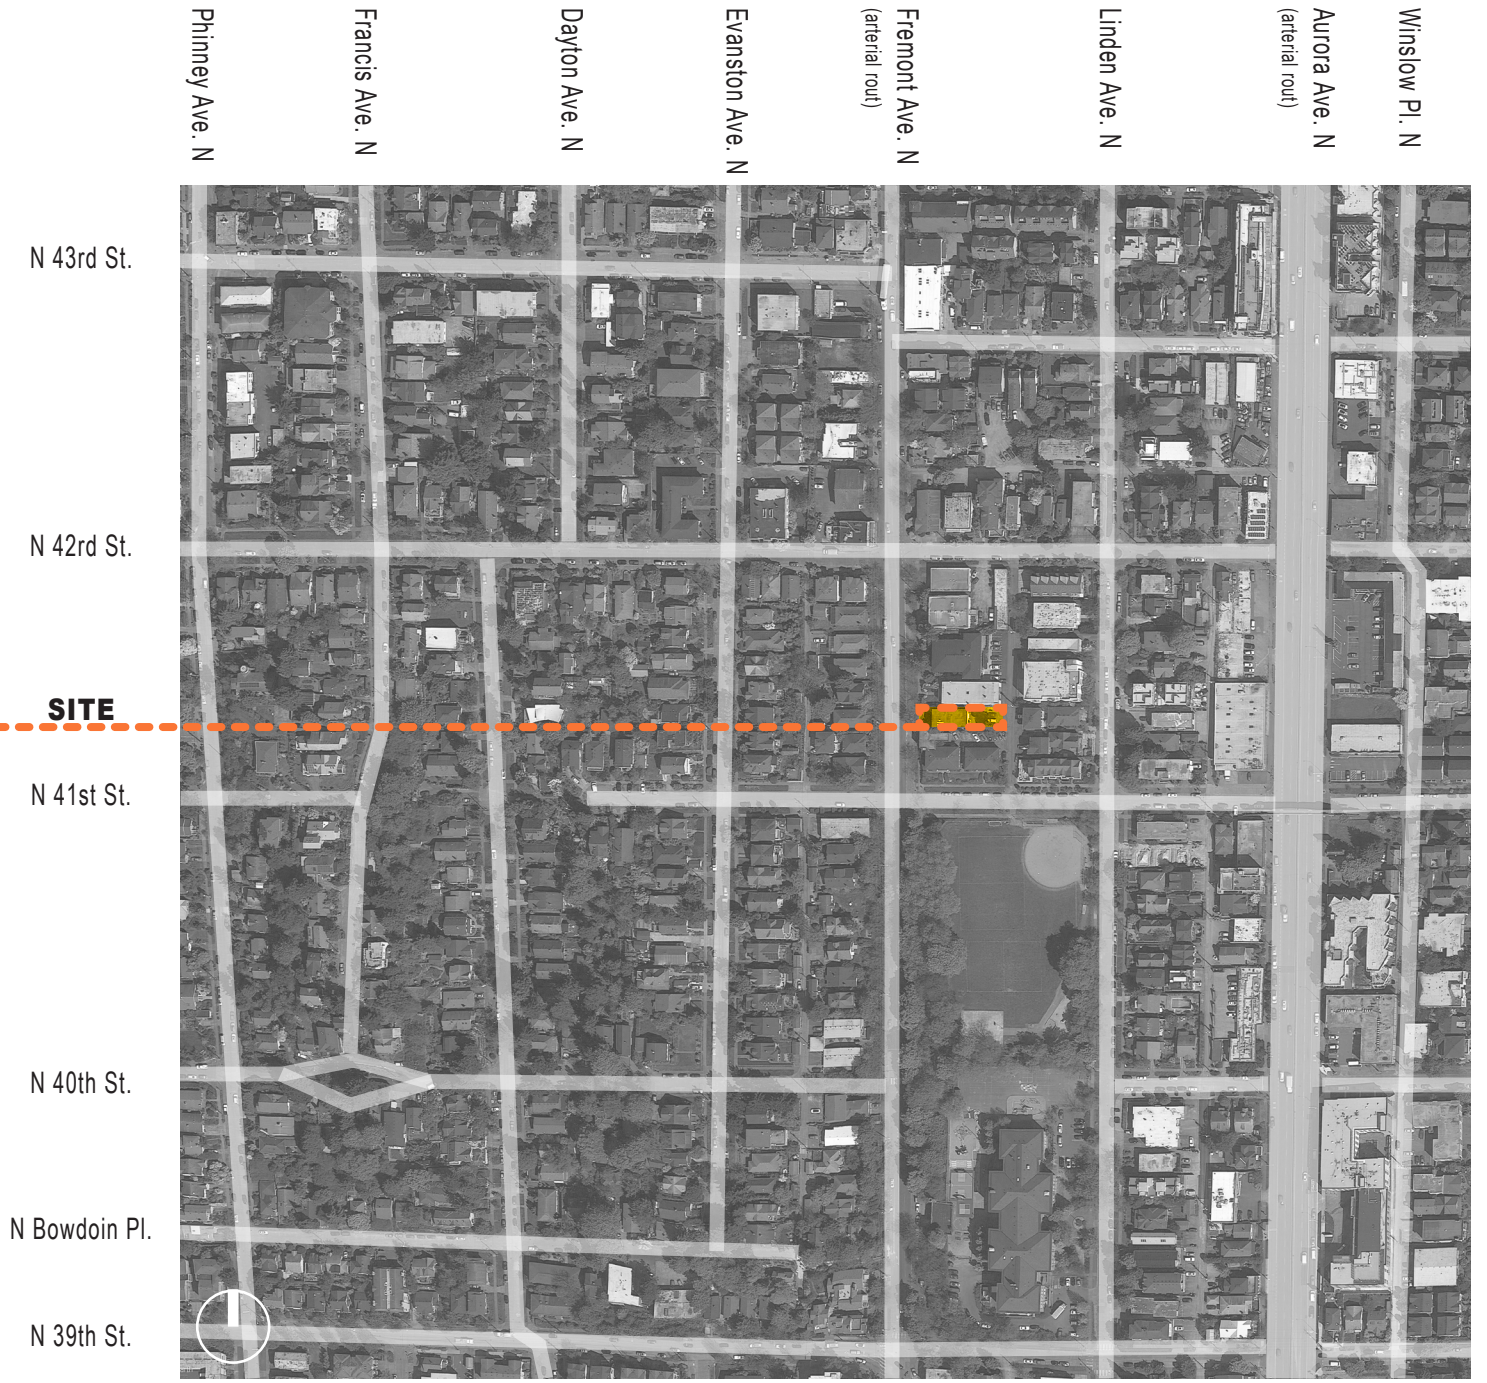 Phinney Ave. N
Francis Ave. N
Dayton Ave. N
Evanston Ave. N
Fremont Ave. N
(arterial rout)
Linden Ave. N
Aurora Ave. N
(arterial rout)
Winslow Pl. N
N 43rd St.
N 42rd St.
SITE
N 41st St.
N 40th St.
N Bowdoin Pl.
N 39th St.